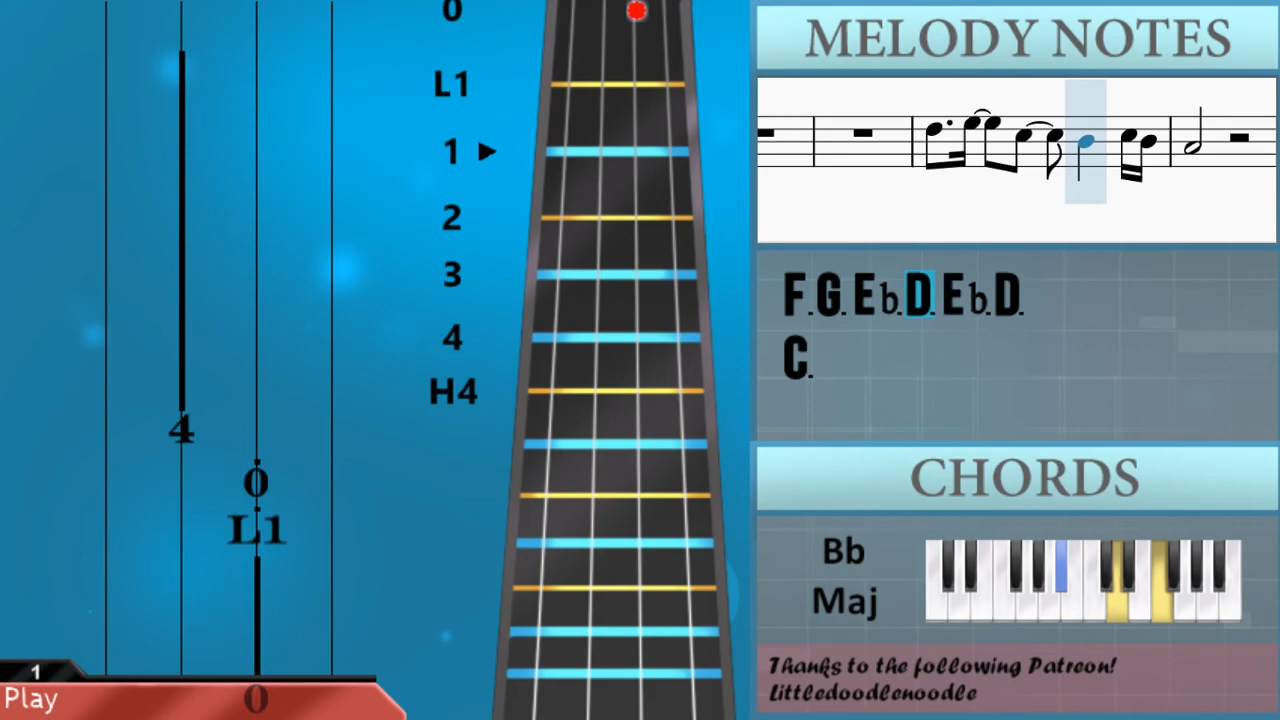 0
L1
1
2
3
4
H4
4
0
L1
1
Play
0
MELODY NOTES
F.G.Eb.D.Eb.D.
C.
CHORDS
Bb
Maj
Thanks to the following Patreon!
Littledoodlenoodle